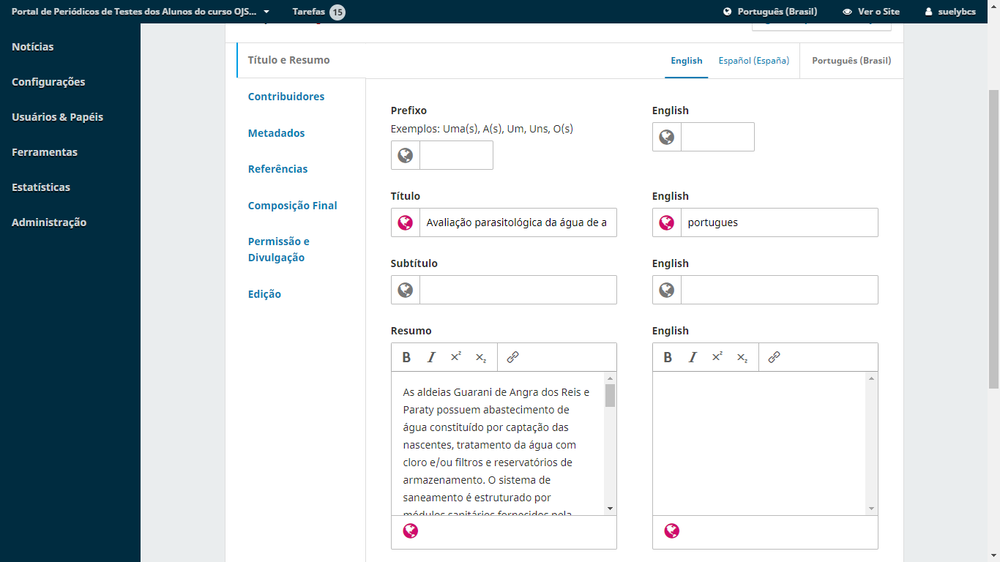 Portal de Periódicos de Testes dos Alunos do curso OJS...
Tarefas 15
Português (Brasil)
Ver o Site
suelybcs
Notícias
Configurações
Usuários & Papéis
Ferramentas
Estatísticas
Administração
Título e Resumo
English
Español (España)
Português (Brasil)
Contribuidores
Metadados
Referências
Composição Final
Permissão e
Divulgação
Edição
Prefixo
Exemplos: Uma(s), A(s), Um, Uns, O(s)
English
Título
Avaliação parasitológica da água de a
English
portugues
Subtítulo
English
Resumo
B I x² x₂
As aldeias Guarani de Angra dos Reis e
Paraty possuem abastecimento de
água constituído por captação das
nascentes, tratamento da água com
cloro e/ou filtros e reservatórios de
armazenamento. O sistema de
saneamento é estruturado por
módulos sanitários fornecidos pela
English
B I x² x₂